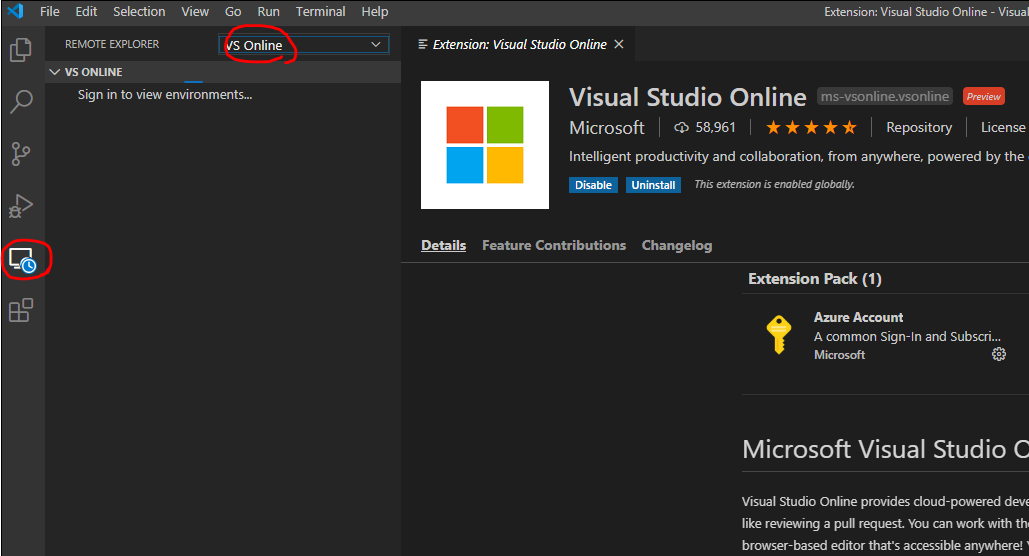 File Edit Selection View Go Run Terminal Help Extension: Visual Studio Online - Visual
REMOTE EXPLORER
VS Online
VS ONLINE
Sign in to view environments...
Extension: Visual Studio Online
Visual Studio Online ms-vsonline.vsonline Preview
Microsoft 58,961 Repository License
Intelligent productivity and collaboration, from anywhere, powered by the
Disable Uninstall This extension is enabled globally.
Details Feature Contributions Changelog
Extension Pack (1)
Azure Account
A common Sign-In and Subscri...
Microsoft
Microsoft Visual Studio O
Visual Studio Online provides cloud-powered deve
like reviewing a pull request. You can work with the
browser-based editor that's accessible anywhere!